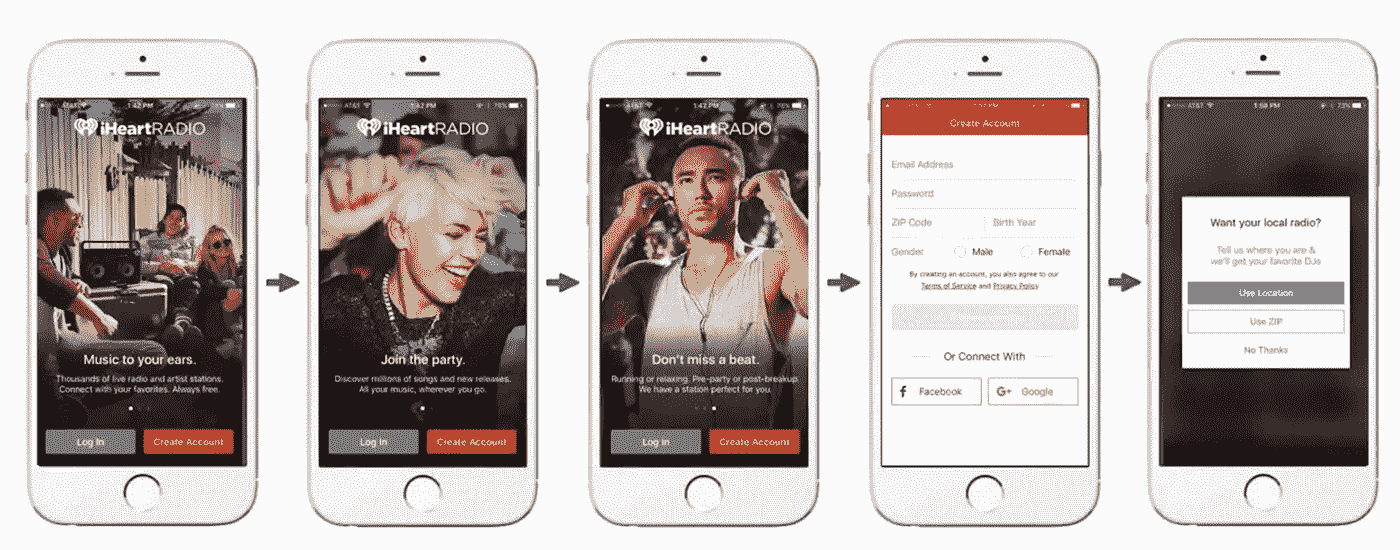 AT&T 1:42 PM 78%
iHeartRADIO
Music to your ears.
Thousands of live radio and artist stations.
Connect with your favorites. Always free.
Log In Create Account
AT&T 1:42 PM 78%
iHeartRADIO
Join the party.
Discover millions of songs and new releases.
All your music, wherever you go.
Log In Create Account
AT&T 1:42 PM 78%
iHeartRADIO
Don't miss a beat.
Running or relaxing. Pre-party or post-breakup.
We have a station perfect for you.
Log In Create Account
Create Account
Email Address
Password
ZIP Code Birth Year
Gender Male Female
By creating an account, you also agree to our
Terms of Service and Privacy Policy
Or Connect With
f Facebook G+ Google
AT&T 1:58 PM 73%
Want your local radio?
Tell us where you are &
we'll get your favorite DJs
Use Location
Use ZIP
No Thanks